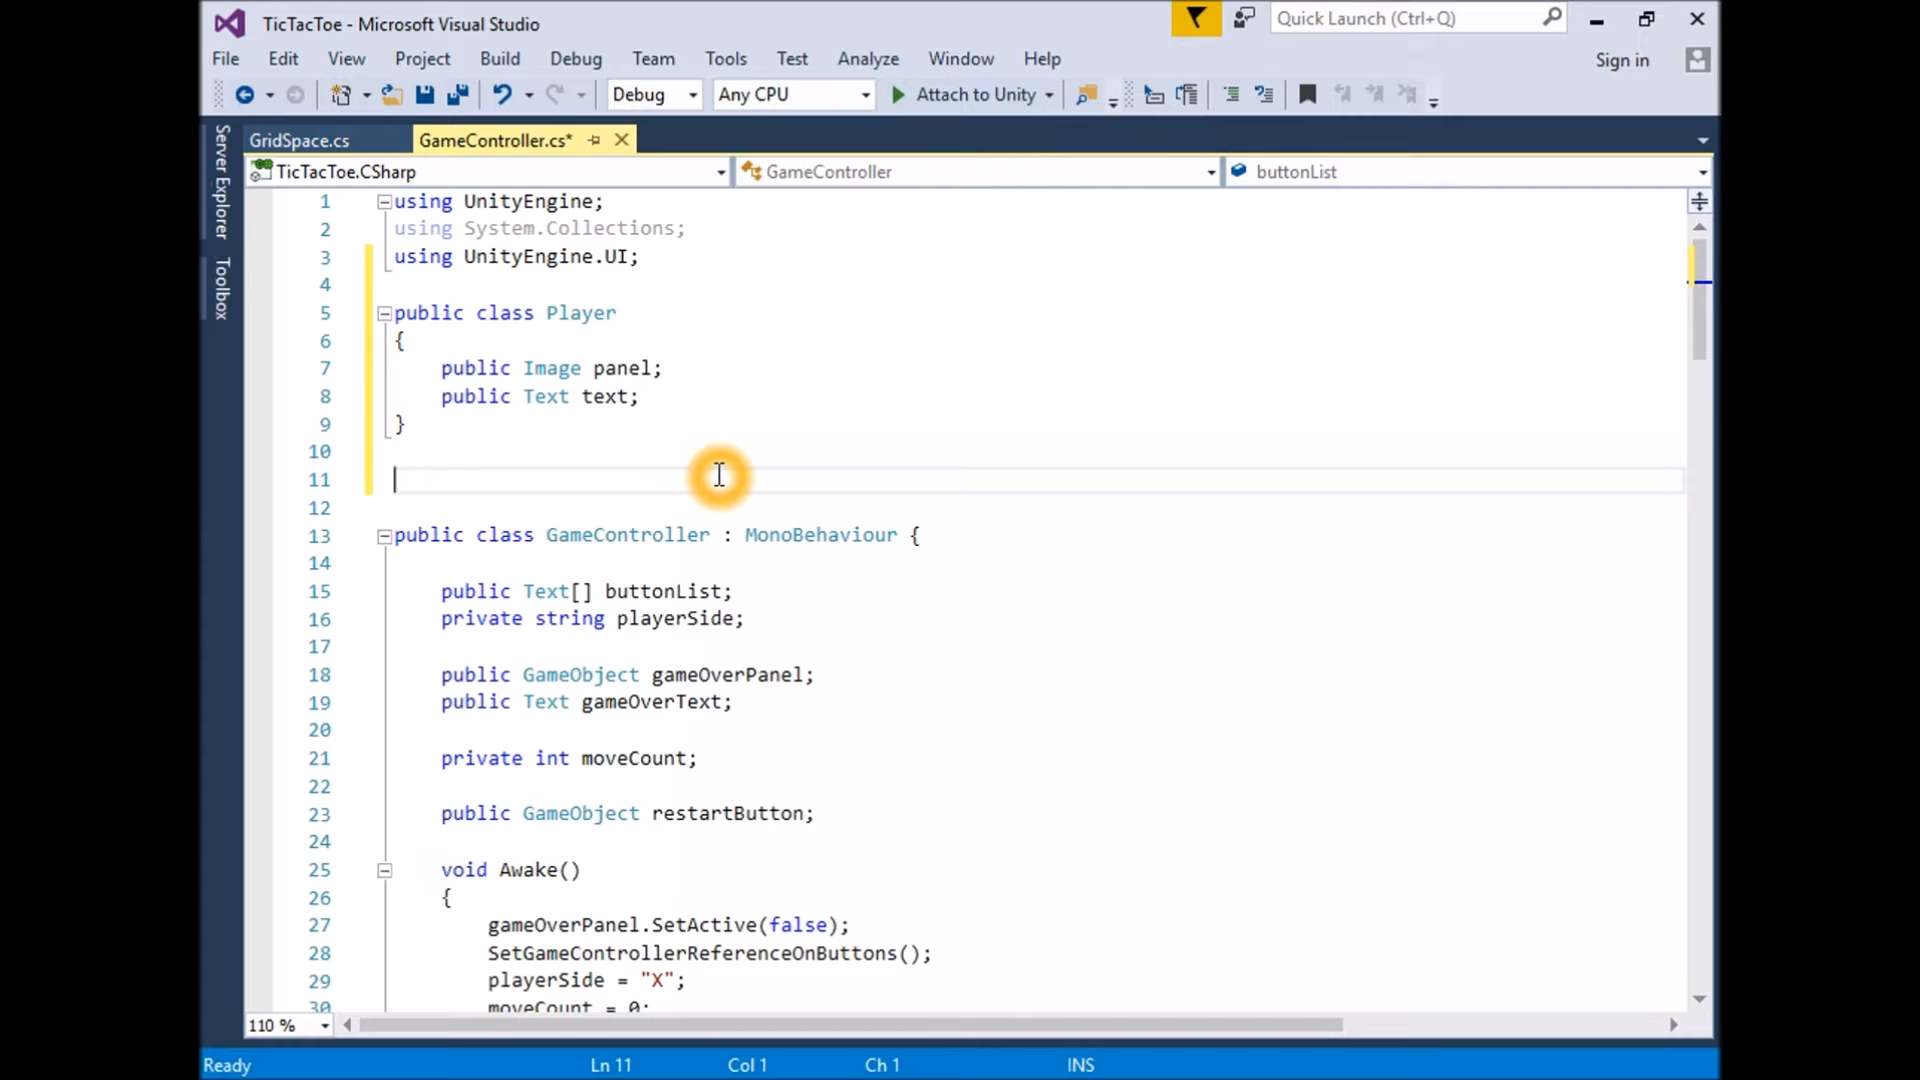 TicTacToe - Microsoft Visual Studio
Quick Launch (Ctrl+Q)
File Edit View Project Build Debug Team Tools Test Analyze Window Help
Sign in
Debug Any CPU Attach to Unity
Server Explorer
Toolbox
GridSpace.cs GameController.cs*
TicTacToe.CSharp GameController buttonList
1 using UnityEngine;
2 using System.Collections;
3 using UnityEngine.UI;
4
5 public class Player
6 {
7 public Image panel;
8 public Text text;
9 }
10
11
12
13 public class GameController : MonoBehaviour {
14
15 public Text[] buttonList;
16 private string playerSide;
17
18 public GameObject gameOverPanel;
19 public Text gameOverText;
20
21 private int moveCount;
22
23 public GameObject restartButton;
24
25 void Awake()
26 {
27 gameOverPanel.SetActive(false);
28 SetGameControllerReferenceOnButtons();
29 playerSide = "X";
30 moveCount = 0;
110 %
Ready Ln 11 Col 1 Ch 1 INS